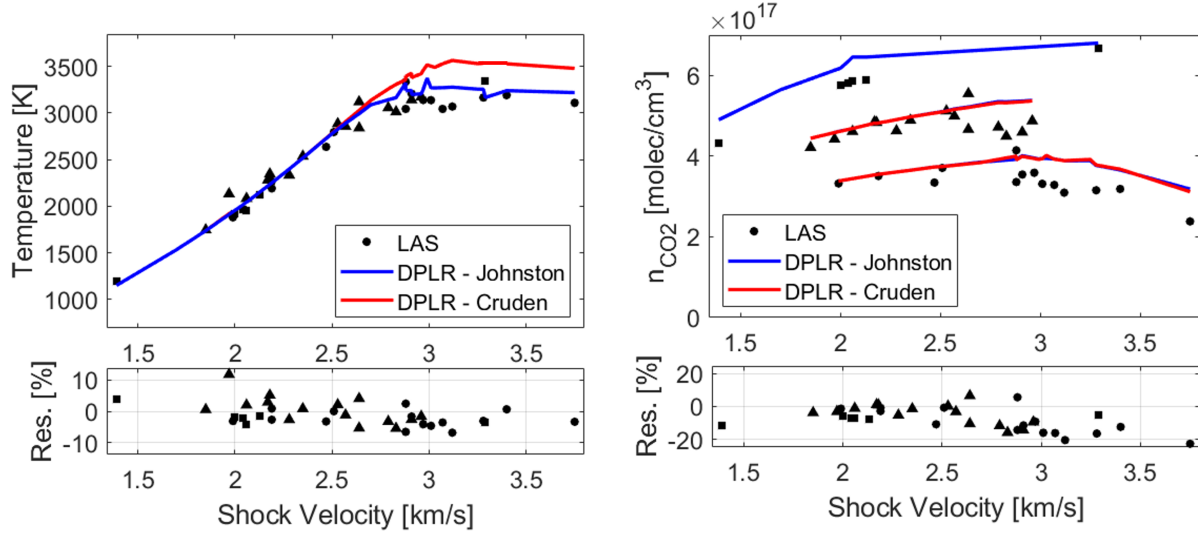 3500
3000
2500
2000
1500
1000
Temperature [K]
LAS
DPLR - Johnston
DPLR - Cruden
1.5 2 2.5 3 3.5
10
0
-10
Res. [%]
1.5 2 2.5 3 3.5
Shock Velocity [km/s]
×10^17
6
4
2
0
n_CO2 [molec/cm3]
LAS
DPLR - Johnston
DPLR - Cruden
1.5 2 2.5 3 3.5
20
0
-20
Res. [%]
1.5 2 2.5 3 3.5
Shock Velocity [km/s]